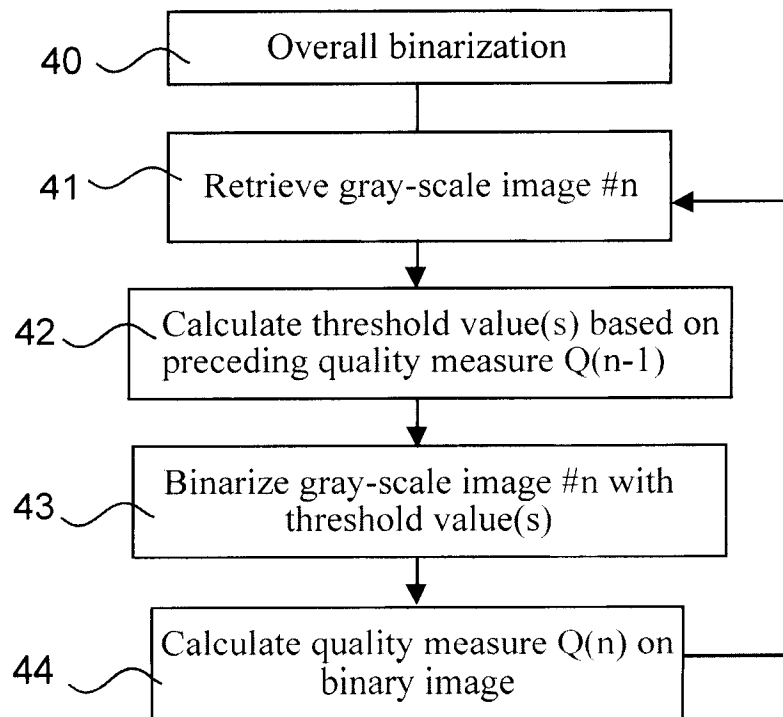 40
Overall binarization
41
Retrieve gray-scale image #n
42
Calculate threshold value(s) based on
preceding quality measure Q(n-1)
43
Binarize gray-scale image #n with
threshold value(s)
44
Calculate quality measure Q(n) on
binary image